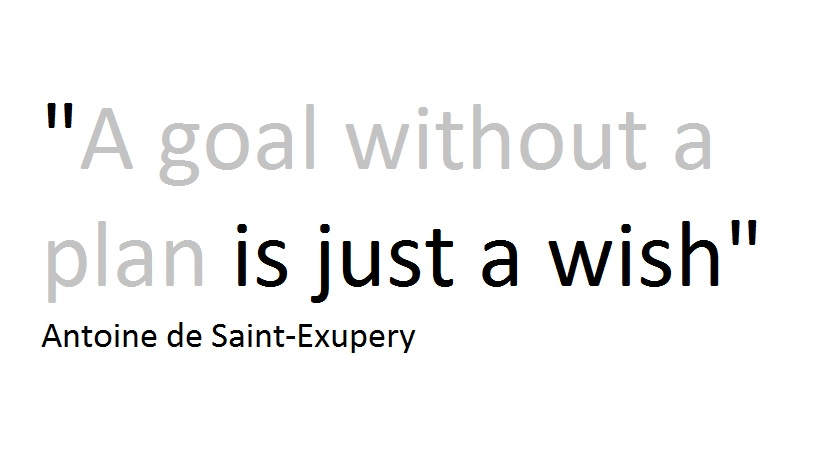 "A goal without a
plan is just a wish"
Antoine de Saint-Exupery